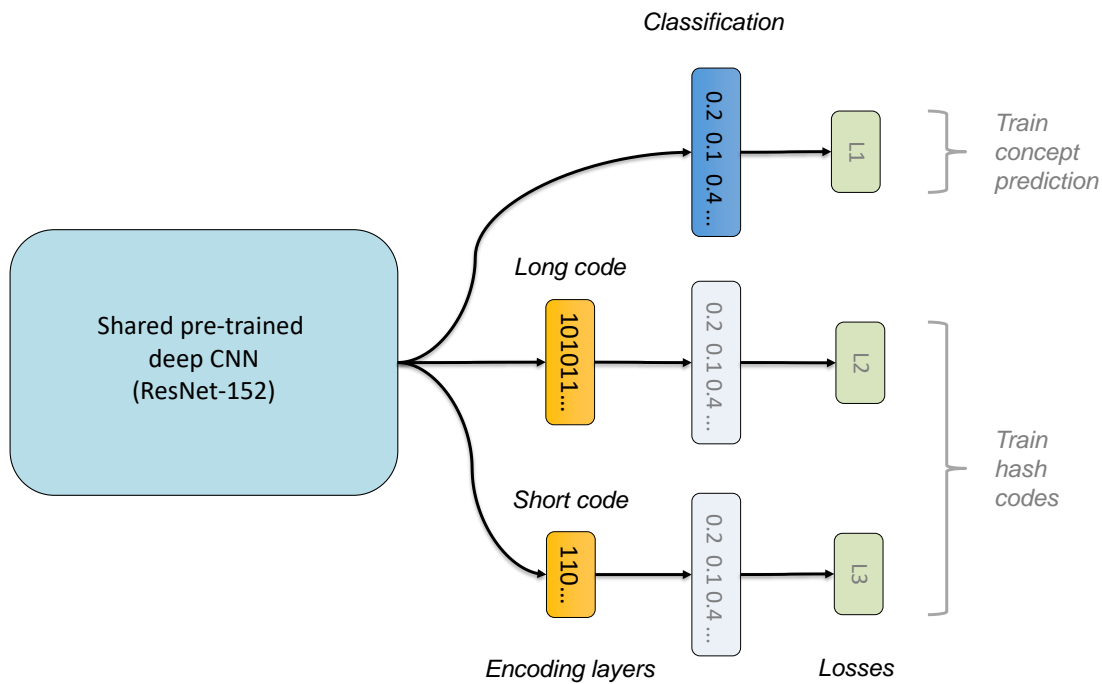 Classification
0.2 0.1 0.4 ...
L1
Train
concept
prediction
Shared pre-trained
deep CNN
(ResNet-152)
Long code
101011...
0.2 0.1 0.4 ...
L2
Train
hash
codes
Short code
110...
0.2 0.1 0.4 ...
L3
Encoding layers
Losses